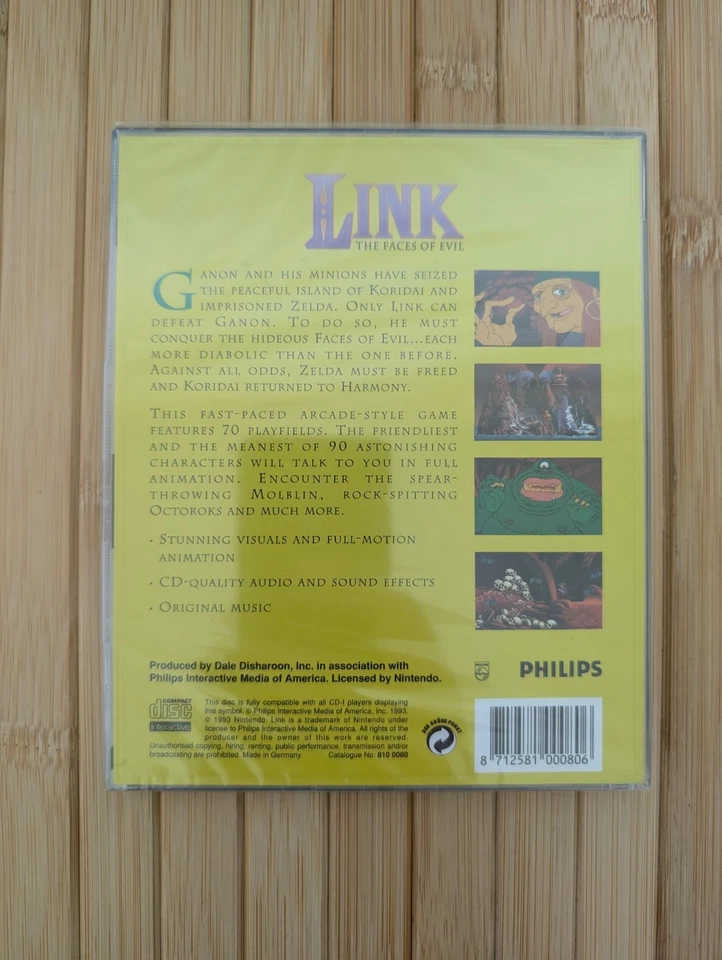 LINK
THE FACES OF EVIL
GANON AND HIS MINIONS HAVE SEIZED
THE PEACEFUL ISLAND OF KORIDAI AND
IMPRISONED ZELDA. ONLY LINK CAN
DEFEAT GANON. TO DO SO, HE MUST
CONQUER THE HIDEOUS FACES OF EVIL...EACH
MORE DIABOLIC THAN THE ONE BEFORE.
AGAINST ALL ODDS, ZELDA MUST BE FREED
AND KORIDAI RETURNED TO HARMONY.
THIS FAST-PACED ARCADE-STYLE GAME
FEATURES 70 PLAYFIELDS. THE FRIENDLIEST
AND THE MEANEST OF 90 ASTONISHING
CHARACTERS WILL TALK TO YOU IN FULL
ANIMATION. ENCOUNTER THE SPEAR-
THROWING MOLBLIN, ROCK-SPITTING
OCTOROKS AND MUCH MORE.
· STUNNING VISUALS AND FULL-MOTION
ANIMATION
· CD-QUALITY AUDIO AND SOUND EFFECTS
· ORIGINAL MUSIC
Produced by Dale Disharoon, Inc. in association with
Philips Interactive Media of America. Licensed by Nintendo.
PHILIPS
COMPACT
disc
Interactive
This disc is fully compatible with all CD-I players displaying
this symbol. © Philips Interactive Media of America, Inc. 1993.
© 1993 Nintendo. Link is a trademark of Nintendo under
license to Philips Interactive Media of America. All rights of the
producer and the owner of this work are reserved.
Unauthorised copying, hiring, renting, public performance, transmission and/or
broadcasting are prohibited. Made in Germany. Catalogue No. 810 0080
DER GRÜNE PUNKT
8 712581 000806